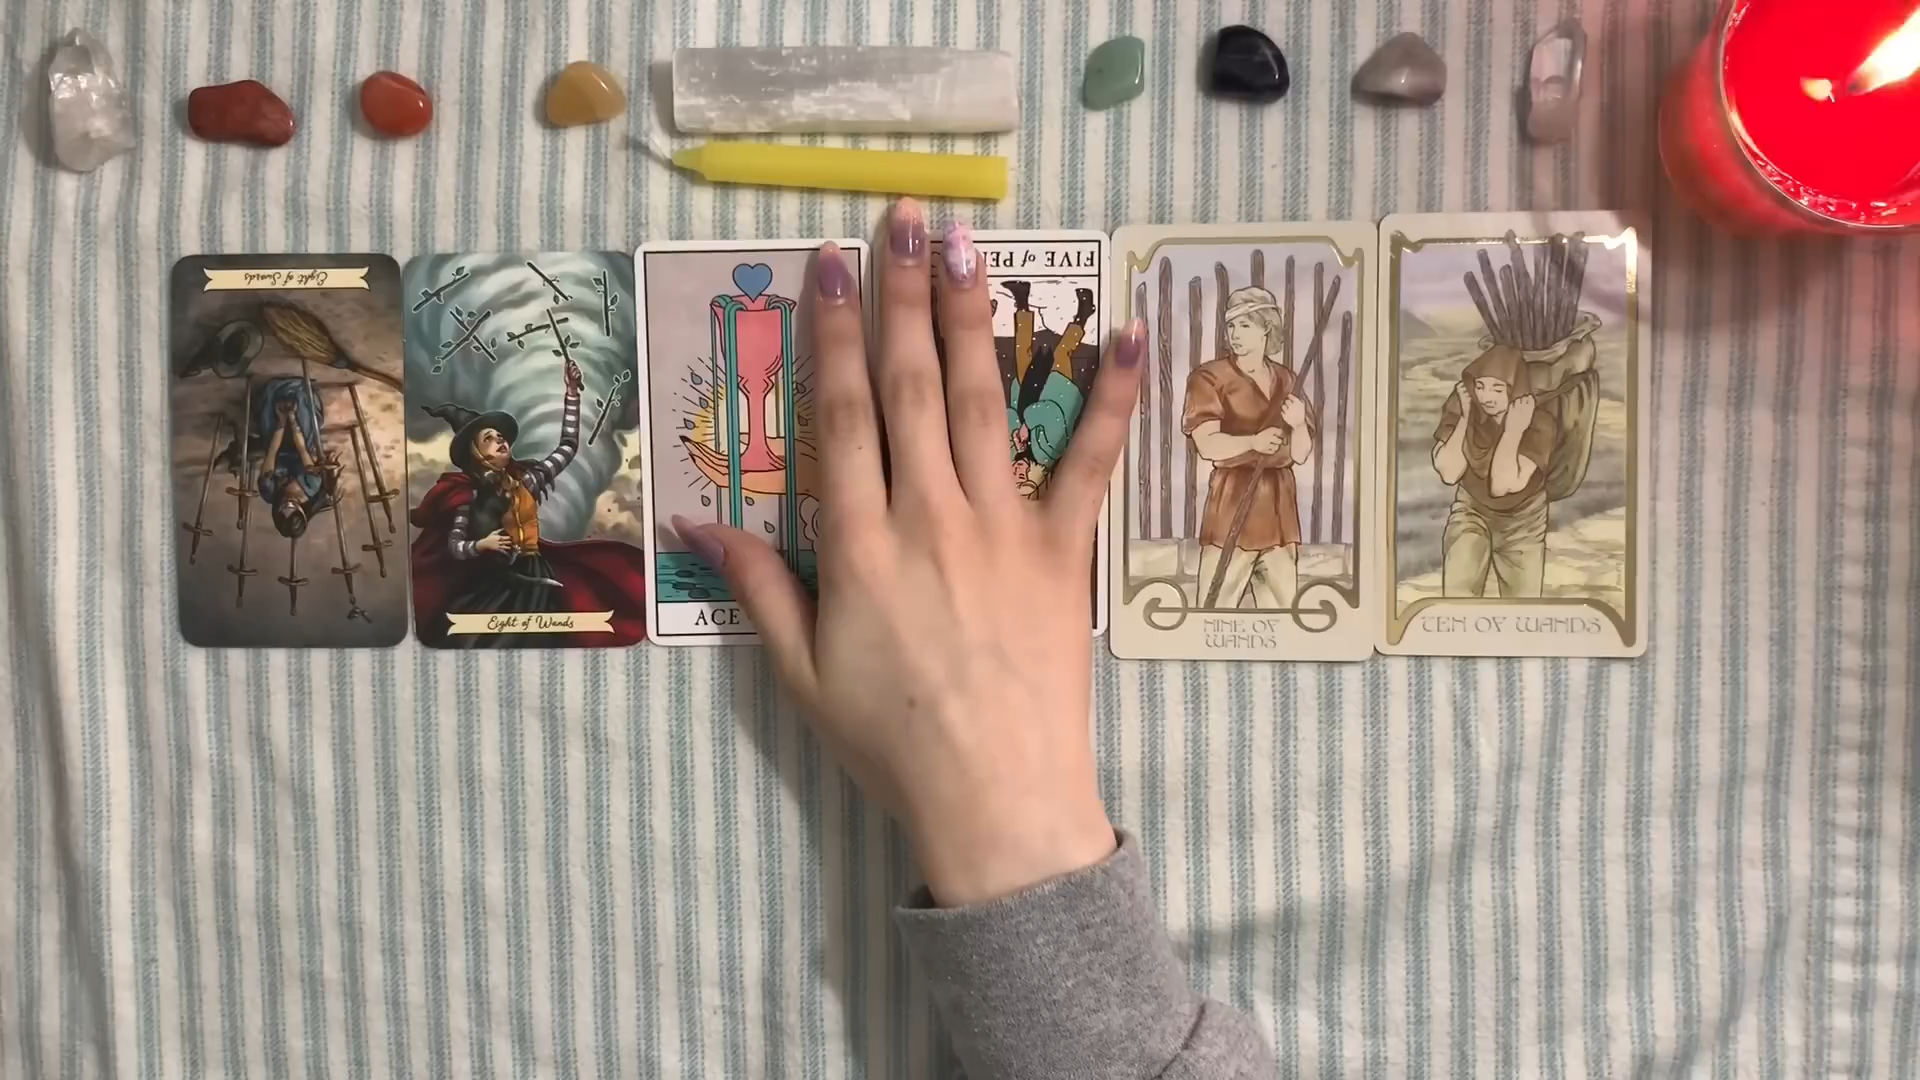 Eight of Swords
Eight of Wands
ACE
FIVE of PE
NINE OF
WANDS
TEN OF WANDS